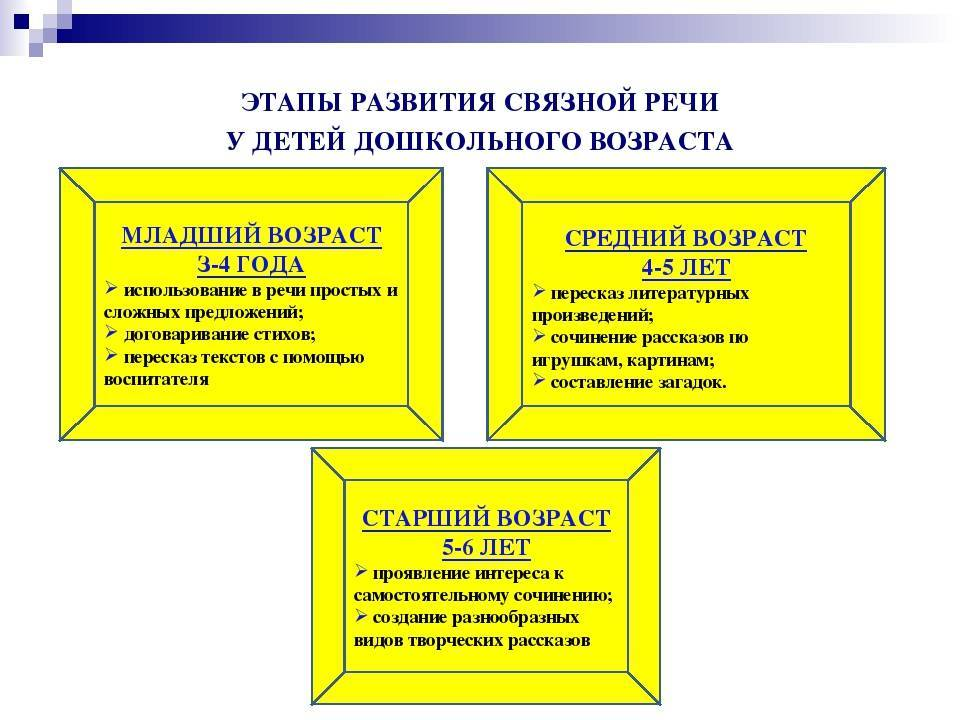 ЭТАПЫ РАЗВИТИЯ СВЯЗНОЙ РЕЧИ
У ДЕТЕЙ ДОШКОЛЬНОГО ВОЗРАСТА
МЛАДШИЙ ВОЗРАСТ
3-4 ГОДА
➢ использование в речи простых и
сложных предложений;
➢ договаривание стихов;
➢ пересказ текстов с помощью
воспитателя
СРЕДНИЙ ВОЗРАСТ
4-5 ЛЕТ
➢ пересказ литературных
произведений;
➢ сочинение рассказов по
игрушкам, картинам;
➢ составление загадок.
СТАРШИЙ ВОЗРАСТ
5-6 ЛЕТ
➢ проявление интереса к
самостоятельному сочинению;
➢ создание разнообразных
видов творческих рассказов